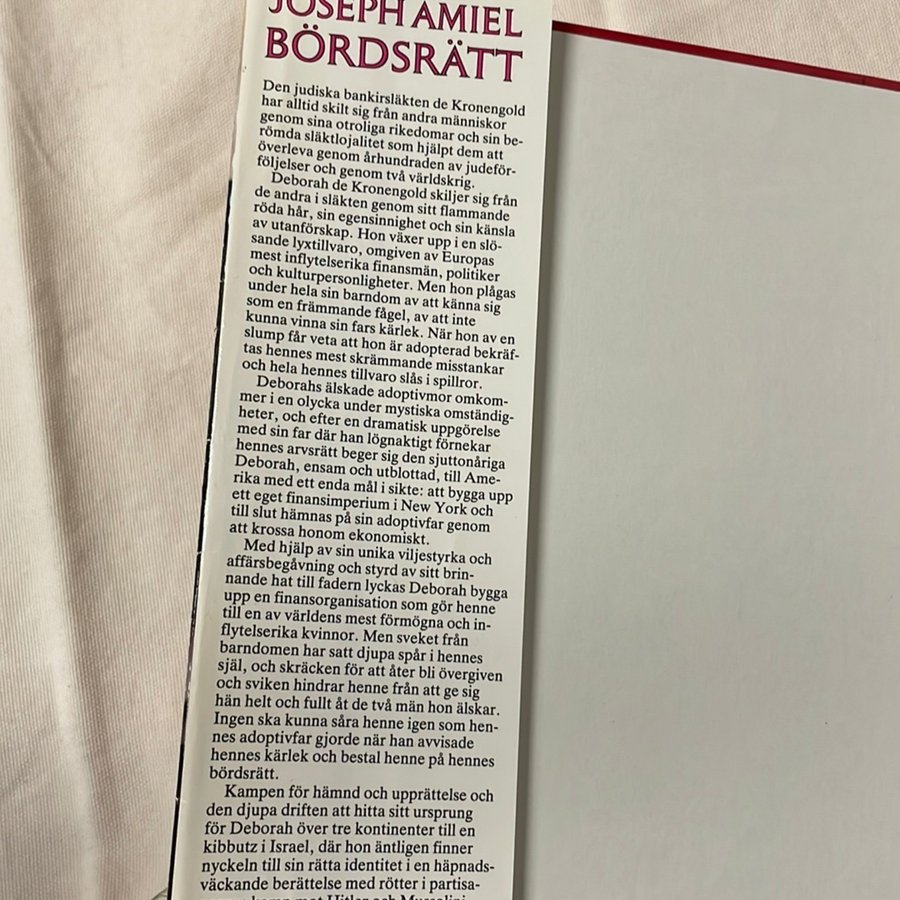 JOSEPH AMIEL
BÖRDSRÄTT
Den judiska bankirsläkten de Kronengold
har alltid skilt sig från andra människor
genom sina otroliga rikedomar och sin be-
römda släktlojalitet som hjälpt dem att
överleva genom århundraden av judeför-
följelser och genom två världskrig.
Deborah de Kronengold skiljer sig från
de andra i släkten genom sitt flammande
röda hår, sin egensinnighet och sin känsla
av utanförskap. Hon växer upp i en slö-
sande lyxtillvaro, omgiven av Europas
mest inflytelserika finansmän, politiker
och kulturpersonligheter. Men hon plågas
under hela sin barndom av att känna sig
som en främmande fågel, av att inte
kunna vinna sin fars kärlek. När hon av en
slump får veta att hon är adopterad bekräf-
tas hennes mest skrämmande misstankar
och hela hennes tillvaro slås i spillror.
Deborahs älskade adoptivmor omkom-
mer i en olycka under mystiska omständig-
heter, och efter en dramatisk uppgörelse
med sin far där han lögnaktigt förnekar
hennes arvsrätt beger sig den sjuttonåriga
Deborah, ensam och utblottad, till Ame-
rika med ett enda mål i sikte: att bygga upp
ett eget finansimperium i New York och
till slut hämnas på sin adoptivfar genom
att krossa honom ekonomiskt.
Med hjälp av sin unika viljestyrka och
affärsbegåvning och styrd av sitt brin-
nande hat till fadern lyckas Deborah bygga
upp en finansorganisation som gör henne
till en av världens mest förmögna och in-
flytelserika kvinnor. Men sveket från
barndomen har satt djupa spår i hennes
själ, och skräcken för att åter bli övergiven
och sviken hindrar henne från att ge sig
hän helt och fullt åt de två män hon älskar.
Ingen ska kunna såra henne igen som hen-
nes adoptivfar gjorde när han avvisade
hennes kärlek och bestal henne på hennes
bördsrätt.
Kampen för hämnd och upprättelse och
den djupa driften att hitta sitt ursprung
för Deborah över tre kontinenter till en
kibbutz i Israel, där hon äntligen finner
nyckeln till sin rätta identitet i en häpnads-
väckande berättelse med rötter i partisa-
mot Hitler och Mussolini